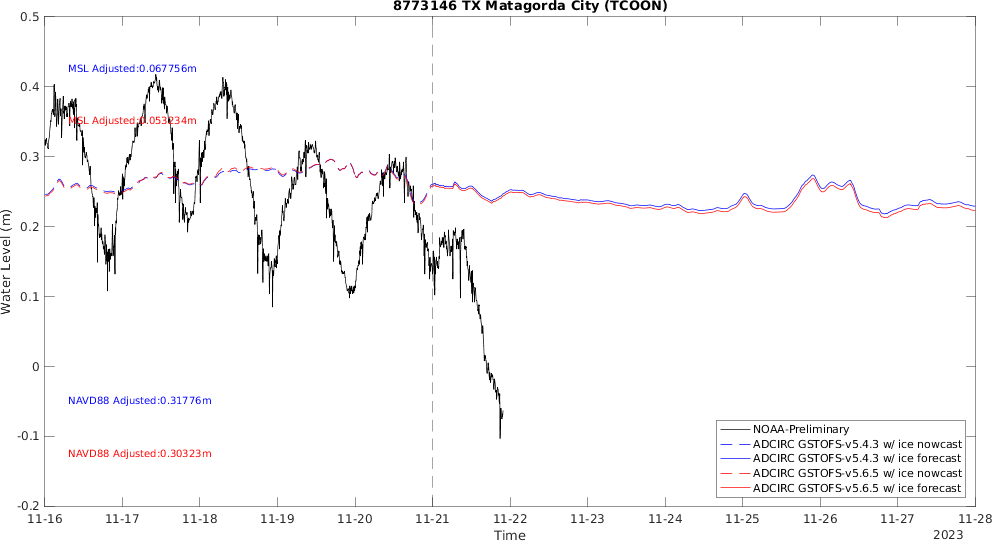 8773146 TX Matagorda City (TCOON)
0.5
0.4
0.3
0.2
0.1
0
-0.1
-0.2
Water Level (m)
MSL Adjusted:0.067756m
MSL Adjusted:0.053234m
NAVD88 Adjusted:0.31776m
NAVD88 Adjusted:0.30323m
NOAA-Preliminary
ADCIRC GSTOFS-v5.4.3 w/ ice nowcast
ADCIRC GSTOFS-v5.4.3 w/ ice forecast
ADCIRC GSTOFS-v5.6.5 w/ ice nowcast
ADCIRC GSTOFS-v5.6.5 w/ ice forecast
11-16 11-17 11-18 11-19 11-20 11-21 11-22 11-23 11-24 11-25 11-26 11-27 11-28
Time
2023